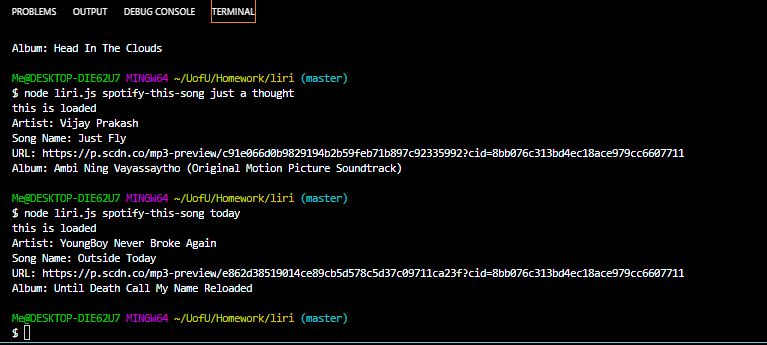 PROBLEMS OUTPUT DEBUG CONSOLE TERMINAL
Album: Head In The Clouds
Me@DESKTOP-DIE62U7 MINGW64 ~/UofU/Homework/liri (master)
$ node liri.js spotify-this-song just a thought
this is loaded
Artist: Vijay Prakash
Song Name: Just Fly
URL: https://p.scdn.co/mp3-preview/c91e066d0b9829194b2b59feb71b897c92335992?cid=8bb076c313bd4ec18ace979cc6607711
Album: Ambi Ning Vayassaytho (Original Motion Picture Soundtrack)
Me@DESKTOP-DIE62U7 MINGW64 ~/UofU/Homework/liri (master)
$ node liri.js spotify-this-song today
this is loaded
Artist: YoungBoy Never Broke Again
Song Name: Outside Today
URL: https://p.scdn.co/mp3-preview/e862d38519014ce89cb5d578c5d37c09711ca23f?cid=8bb076c313bd4ec18ace979cc6607711
Album: Until Death Call My Name Reloaded
Me@DESKTOP-DIE62U7 MINGW64 ~/UofU/Homework/liri (master)
$